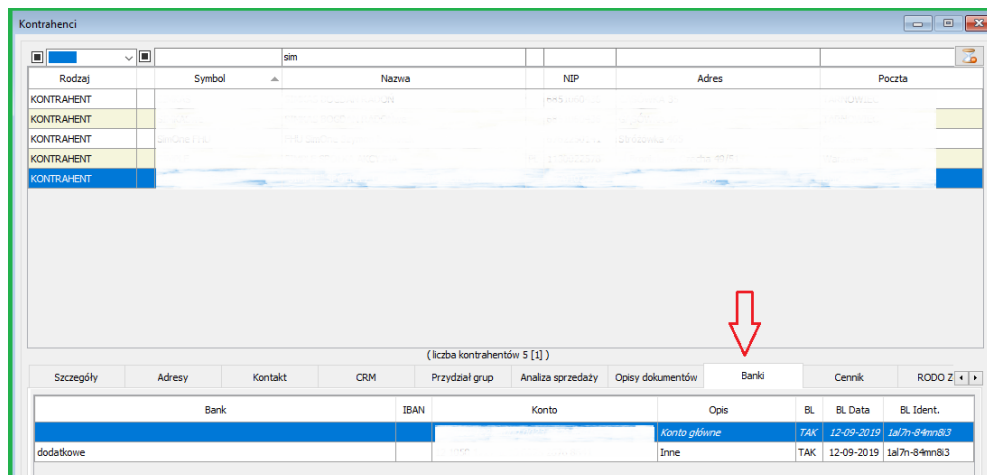 Kontrahenci
sim
Rodzaj Symbol Nazwa NIP Adres Poczta
KONTRAHENT
KONTRAHENT
KONTRAHENT
KONTRAHENT
KONTRAHENT
( liczba kontrahentów 5 [1] )
Szczegóły Adresy Kontakt CRM Przydział grup Analiza sprzedaży Opisy dokumentów Banki Cennik RODO Z
Bank IBAN Konto Opis BL BL Data BL Ident.
Konto główne TAK 12-09-2019 1al7n-84mn8i3
dodatkowe Inne TAK 12-09-2019 1al7n-84mn8i3